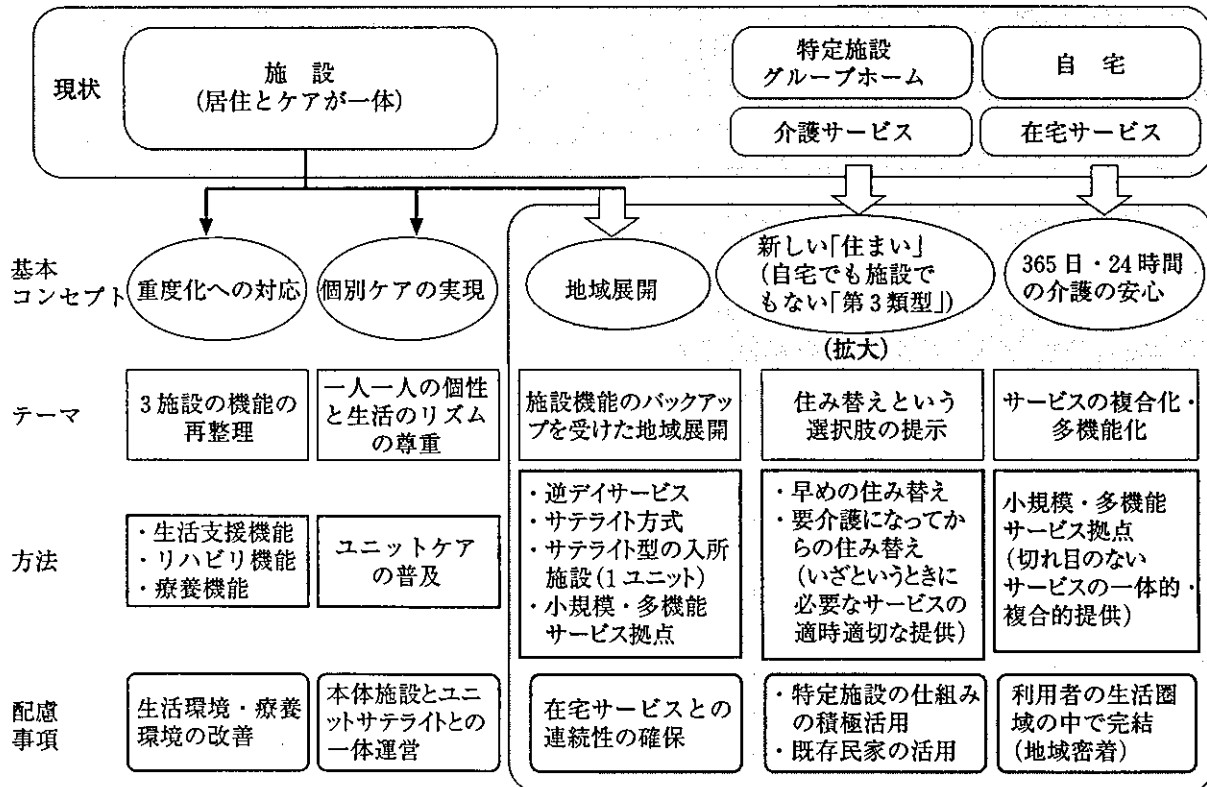 現状
施 設
(居住とケアが一体)
特定施設
グループホーム
介護サービス
自 宅
在宅サービス
基本
コンセプト
重度化への対応
個別ケアの実現
地域展開
新しい「住まい」
(自宅でも施設で
もない「第3類型」)
(拡大)
365日・24時間
の介護の安心
テーマ
3施設の機能の
再整理
一人一人の個性
と生活のリズム
の尊重
施設機能のバックアッ
プを受けた地域展開
住み替えという
選択肢の提示
サービスの複合化・
多機能化
方法
・生活支援機能
・リハビリ機能
・療養機能
ユニットケア
の普及
・逆デイサービス
・サテライト方式
・サテライト型の入所
施設(1ユニット)
・小規模・多機能
サービス拠点
・早めの住み替え
・要介護になってか
らの住み替え
(いざというときに
必要なサービスの
適時適切な提供)
小規模・多機能
サービス拠点
(切れ目のない
サービスの一体的・
複合的提供)
配慮
事項
生活環境・療養
環境の改善
本体施設とユニ
ットサテライトとの
一体運営
在宅サービスとの
連続性の確保
・特定施設の仕組み
の積極活用
・既存民家の活用
利用者の生活圏
域の中で完結
(地域密着)